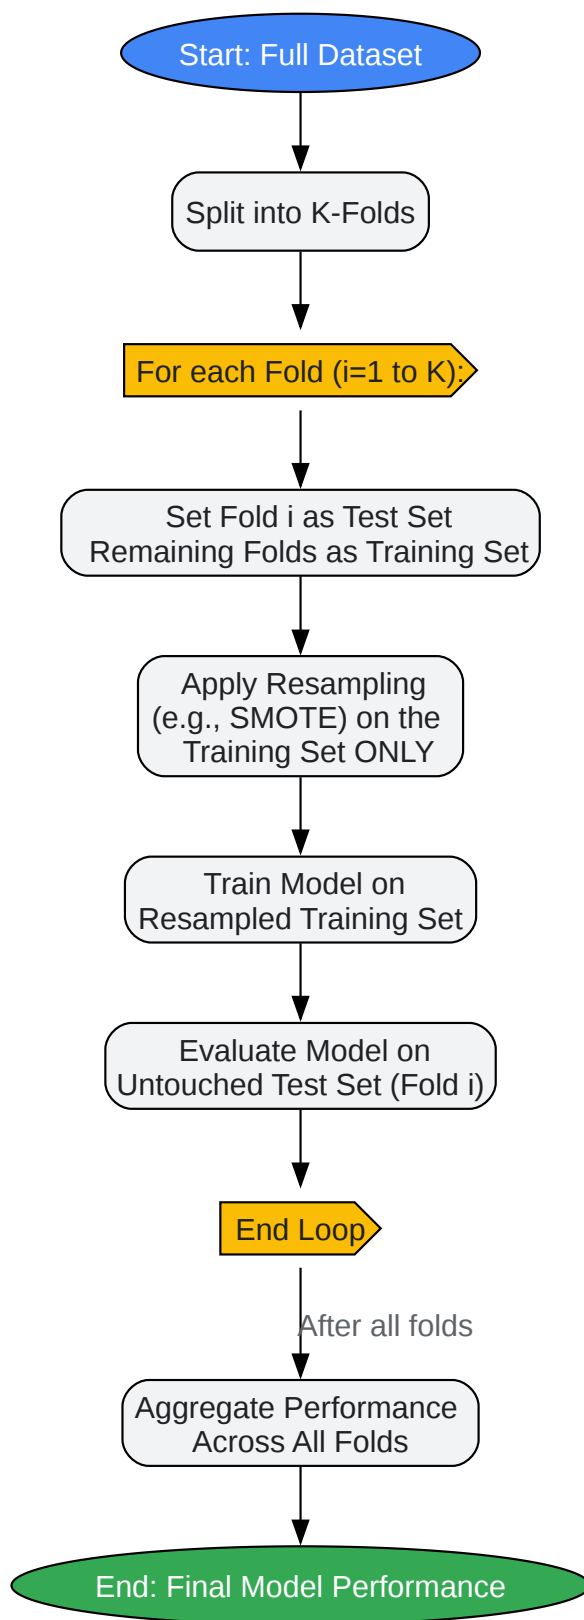 Start: Full Dataset
Split into K-Folds
For each Fold (i=1 to K):
Set Fold i as Test Set
Remaining Folds as Training Set
Apply Resampling
(e.g., SMOTE) on the
Training Set ONLY
Train Model on
Resampled Training Set
Evaluate Model on
Untouched Test Set (Fold i)
End Loop
After all folds
Aggregate Performance
Across All Folds
End: Final Model Performance